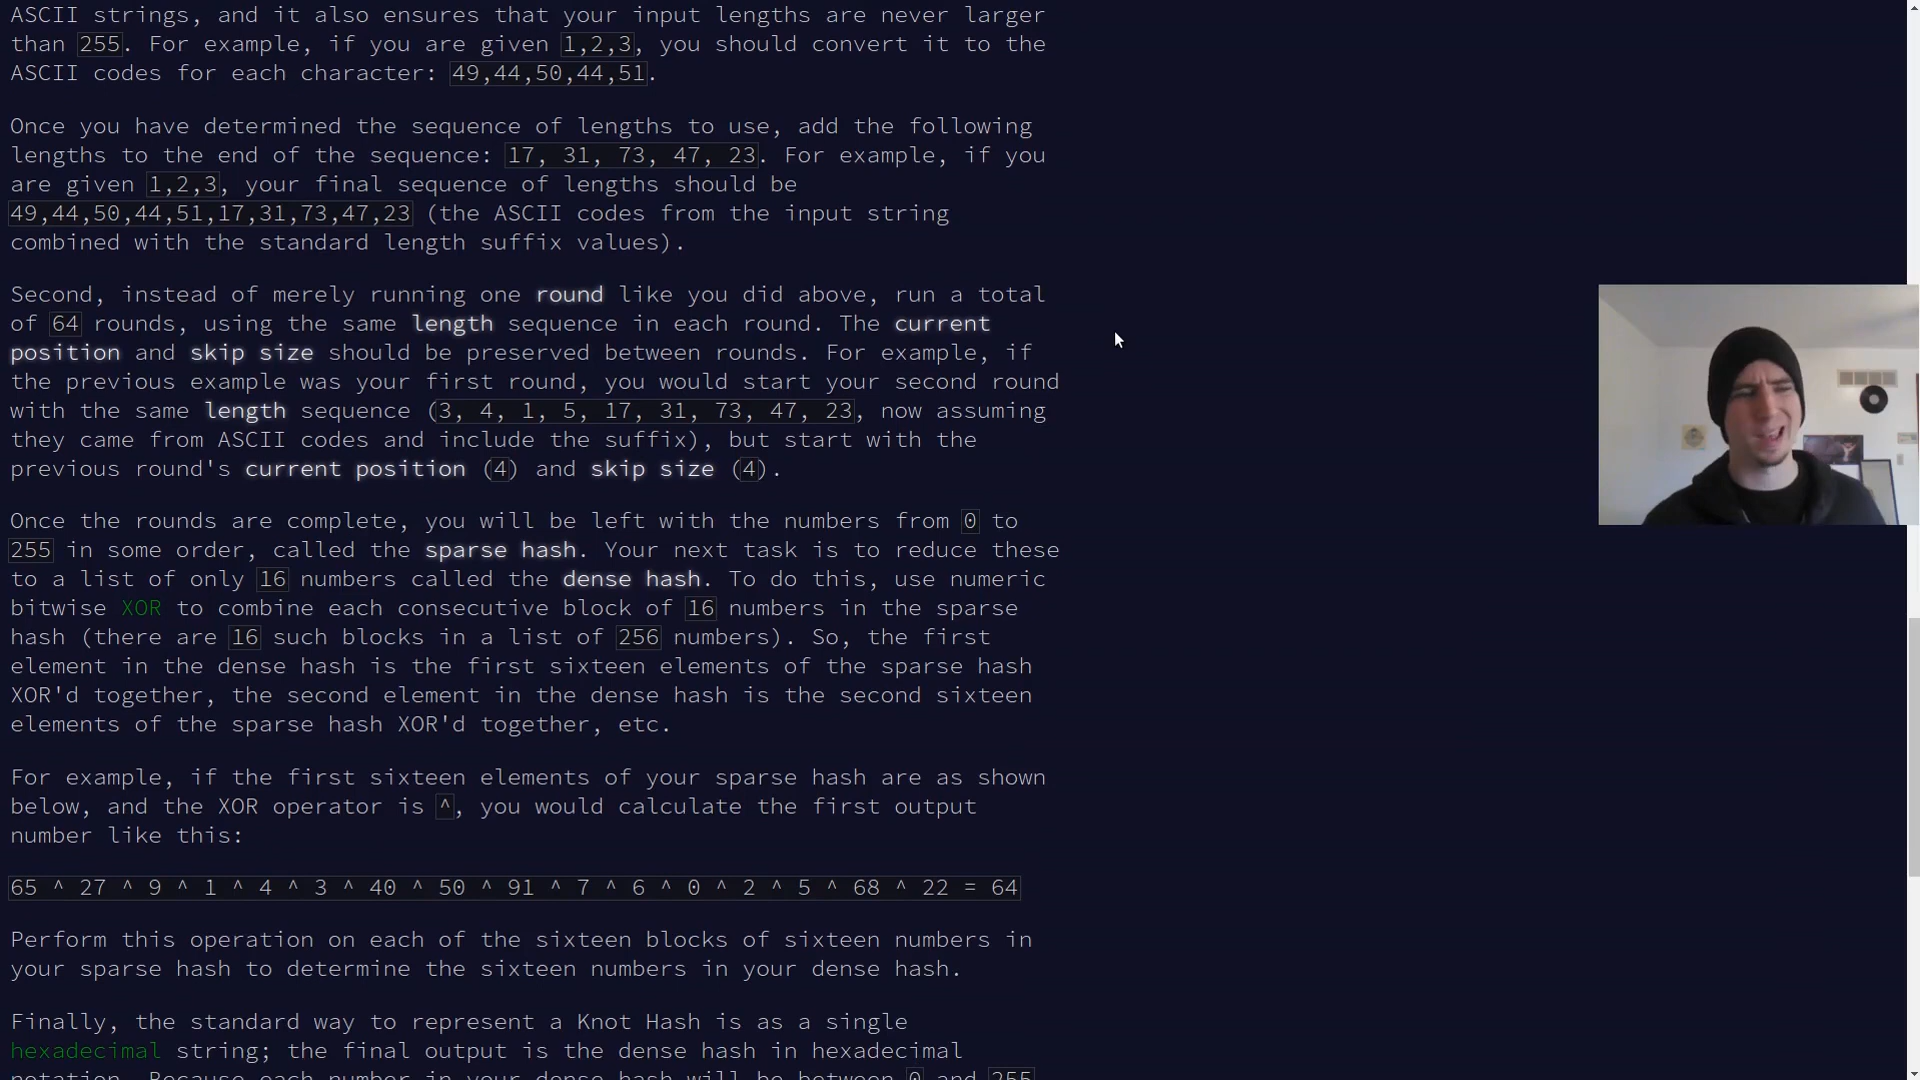 ASCII strings, and it also ensures that your input lengths are never larger
than 255. For example, if you are given 1,2,3, you should convert it to the
ASCII codes for each character: 49,44,50,44,51.
Once you have determined the sequence of lengths to use, add the following
lengths to the end of the sequence: 17, 31, 73, 47, 23. For example, if you
are given 1,2,3, your final sequence of lengths should be
49,44,50,44,51,17,31,73,47,23 (the ASCII codes from the input string
combined with the standard length suffix values).
Second, instead of merely running one round like you did above, run a total
of 64 rounds, using the same length sequence in each round. The current
position and skip size should be preserved between rounds. For example, if
the previous example was your first round, you would start your second round
with the same length sequence (3, 4, 1, 5, 17, 31, 73, 47, 23, now assuming
they came from ASCII codes and include the suffix), but start with the
previous round's current position (4) and skip size (4).
Once the rounds are complete, you will be left with the numbers from 0 to
255 in some order, called the sparse hash. Your next task is to reduce these
to a list of only 16 numbers called the dense hash. To do this, use numeric
bitwise XOR to combine each consecutive block of 16 numbers in the sparse
hash (there are 16 such blocks in a list of 256 numbers). So, the first
element in the dense hash is the first sixteen elements of the sparse hash
XOR'd together, the second element in the dense hash is the second sixteen
elements of the sparse hash XOR'd together, etc.
For example, if the first sixteen elements of your sparse hash are as shown
below, and the XOR operator is ^, you would calculate the first output
number like this:
65 ^ 27 ^ 9 ^ 1 ^ 4 ^ 3 ^ 40 ^ 50 ^ 91 ^ 7 ^ 6 ^ 0 ^ 2 ^ 5 ^ 68 ^ 22 = 64
Perform this operation on each of the sixteen blocks of sixteen numbers in
your sparse hash to determine the sixteen numbers in your dense hash.
Finally, the standard way to represent a Knot Hash is as a single
hexadecimal string; the final output is the dense hash in hexadecimal
notation. Because each number in your dense hash will be between 0 and 255